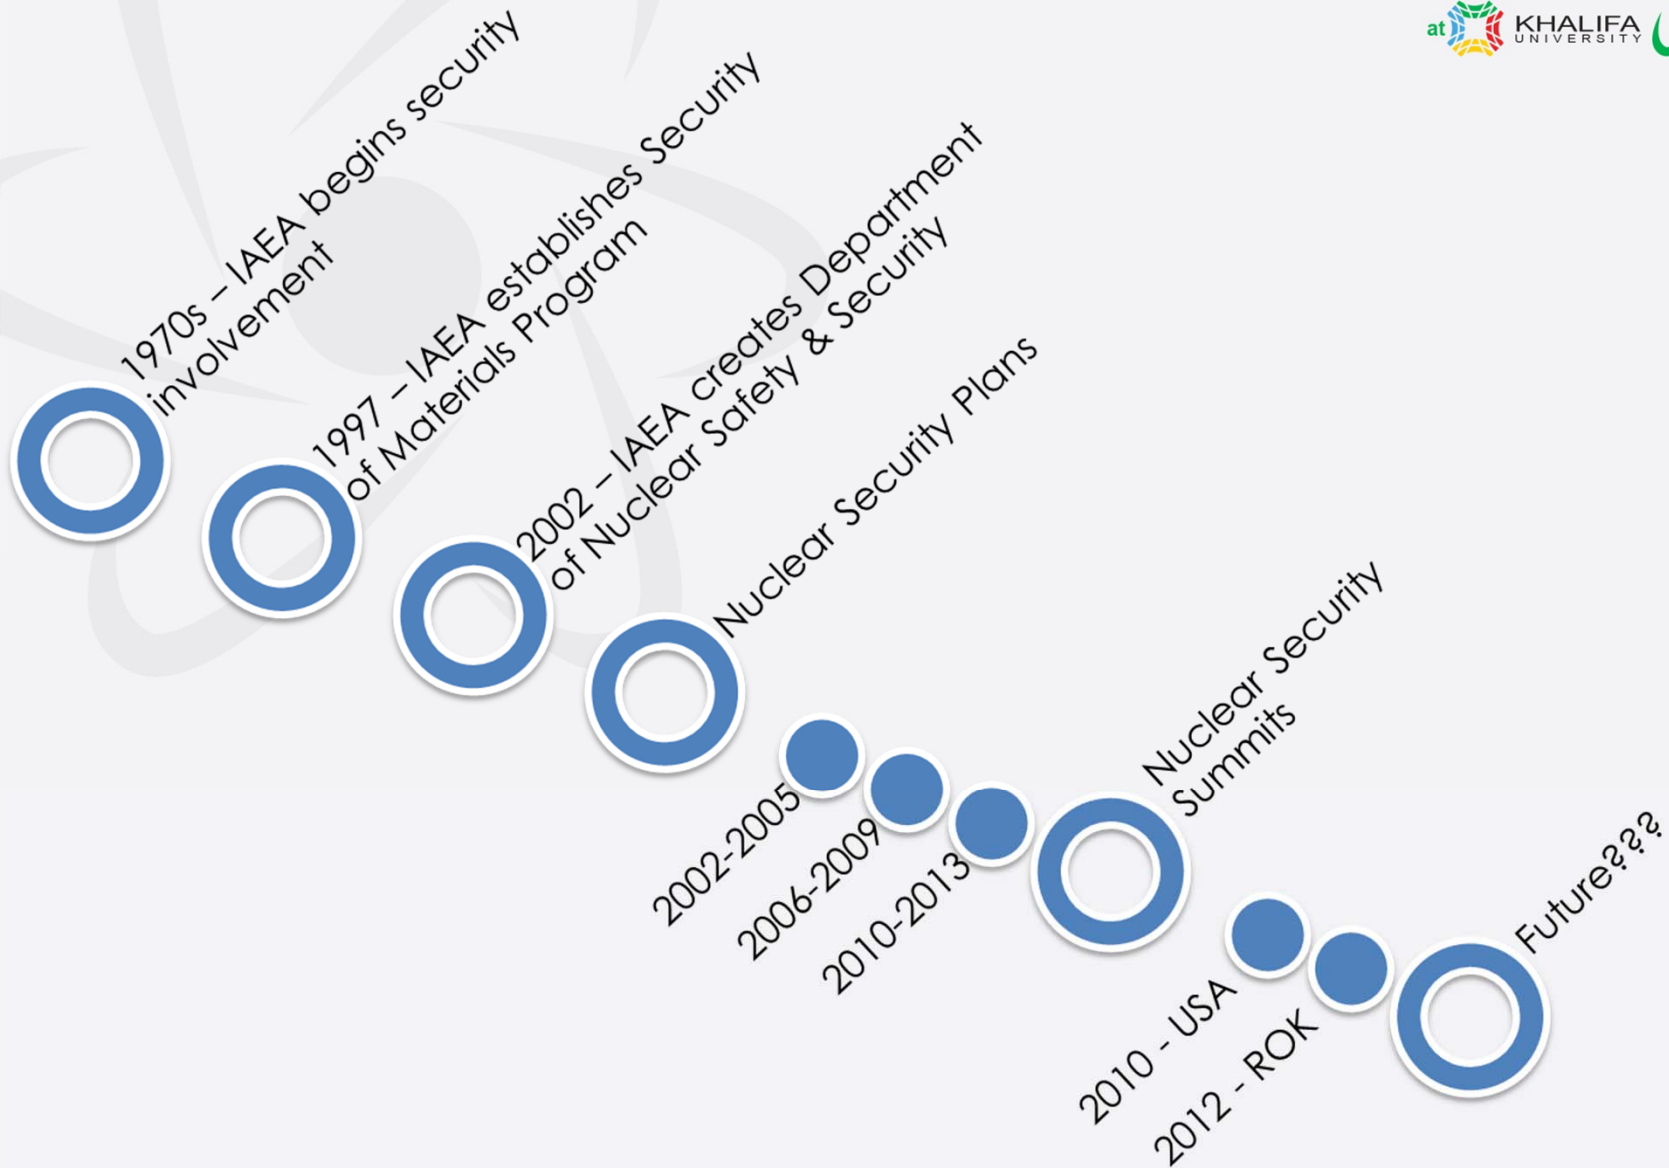 at KHALIFA
UNIVERSITY
1970s – IAEA begins security
involvement
1997 – IAEA establishes Security
of Materials Program
2002 – IAEA creates Department
of Nuclear Safety & Security
Nuclear Security Plans
2002-2005
2006-2009
2010-2013
Nuclear Security
Summits
2010 - USA
2012 - ROK
Future???